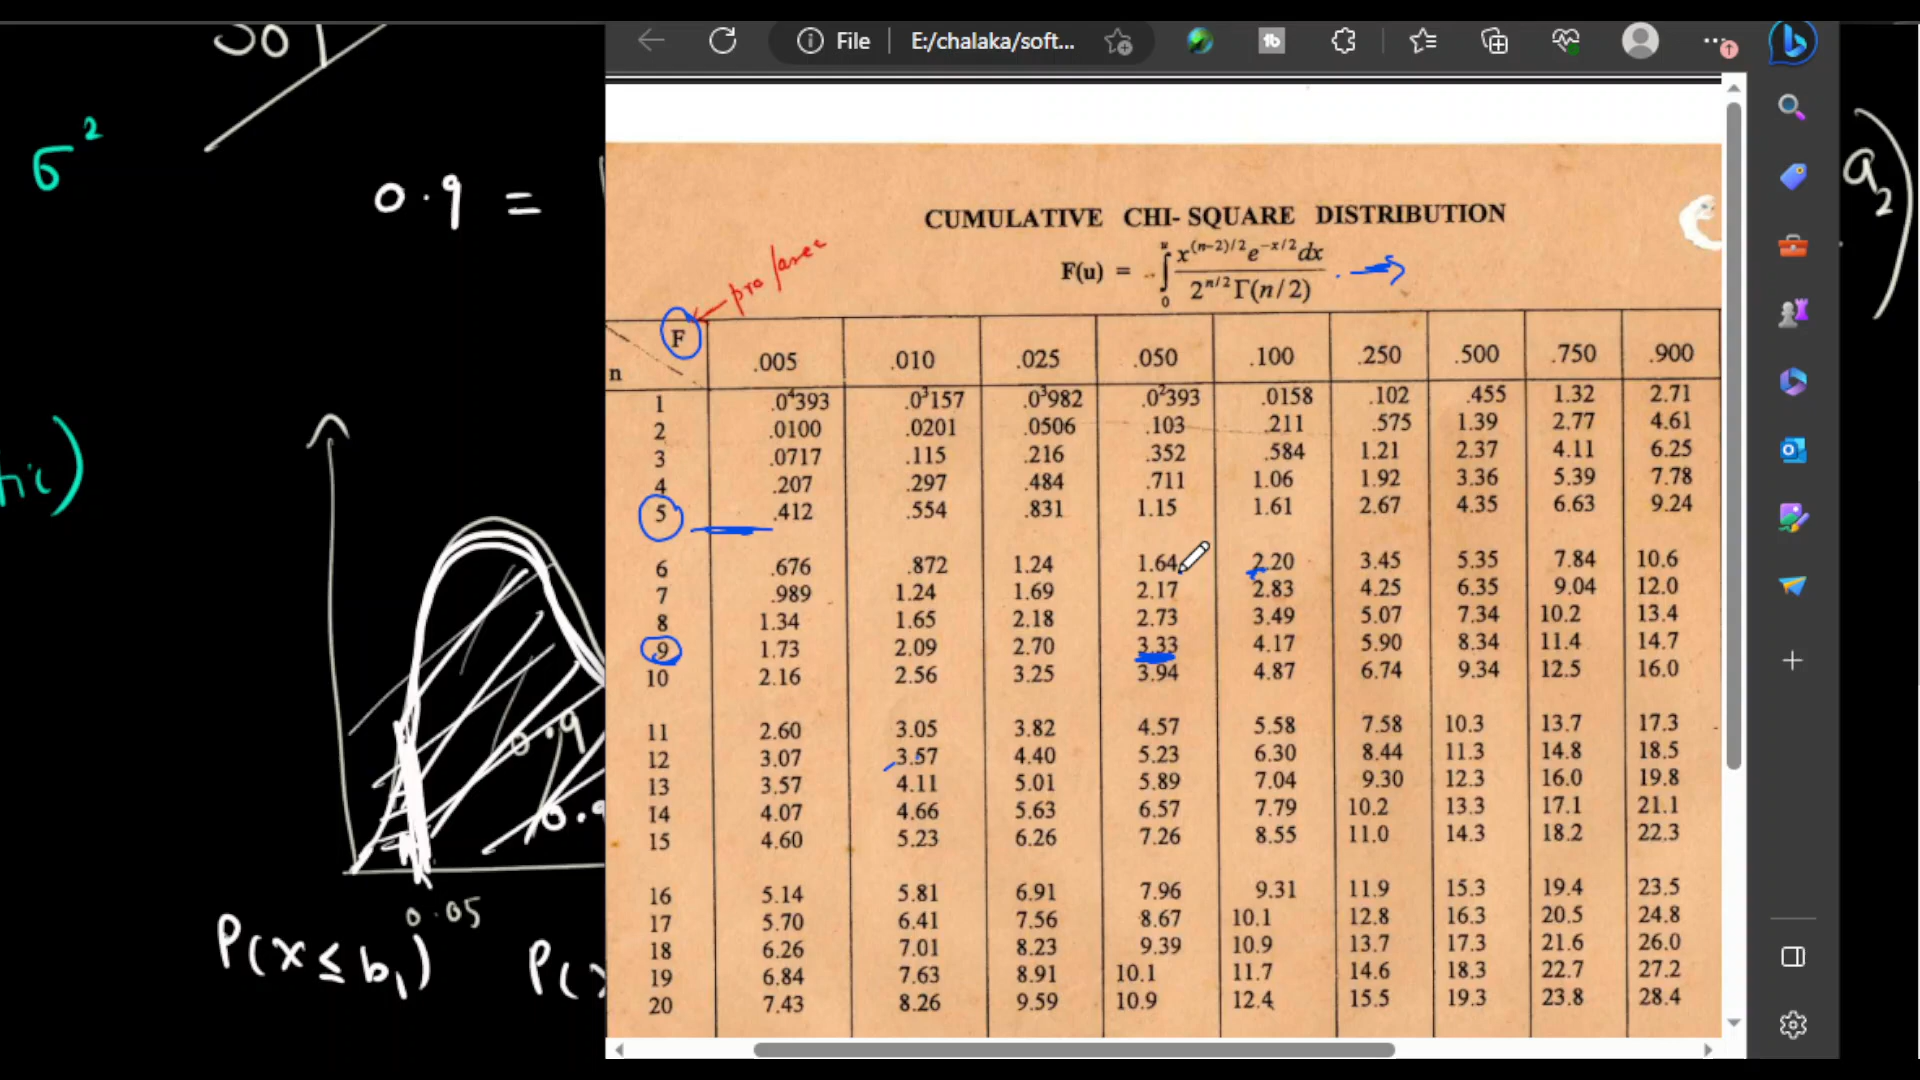 File E:/chalaka/soft...
σ²
0.9 =
a₂
CUMULATIVE CHI-SQUARE DISTRIBUTION
pro/area
F(u) = ∫₀ᵘ x^(n−2)/2 e^−x/2 dx / 2^n/2 Γ(n/2)
n F .005 .010 .025 .050 .100 .250 .500 .750 .900
1 .0⁴393 .0³157 .0³982 .0²393 .0158 .102 .455 1.32 2.71
2 .0100 .0201 .0506 .103 .211 .575 1.39 2.77 4.61
3 .0717 .115 .216 .352 .584 1.21 2.37 4.11 6.25
4 .207 .297 .484 .711 1.06 1.92 3.36 5.39 7.78
5 .412 .554 .831 1.15 1.61 2.67 4.35 6.63 9.24
6 .676 .872 1.24 1.64 2.20 3.45 5.35 7.84 10.6
7 .989 1.24 1.69 2.17 2.83 4.25 6.35 9.04 12.0
8 1.34 1.65 2.18 2.73 3.49 5.07 7.34 10.2 13.4
9 1.73 2.09 2.70 3.33 4.17 5.90 8.34 11.4 14.7
10 2.16 2.56 3.25 3.94 4.87 6.74 9.34 12.5 16.0
11 2.60 3.05 3.82 4.57 5.58 7.58 10.3 13.7 17.3
12 3.07 3.57 4.40 5.23 6.30 8.44 11.3 14.8 18.5
13 3.57 4.11 5.01 5.89 7.04 9.30 12.3 16.0 19.8
14 4.07 4.66 5.63 6.57 7.79 10.2 13.3 17.1 21.1
15 4.60 5.23 6.26 7.26 8.55 11.0 14.3 18.2 22.3
16 5.14 5.81 6.91 7.96 9.31 11.9 15.3 19.4 23.5
17 5.70 6.41 7.56 8.67 10.1 12.8 16.3 20.5 24.8
18 6.26 7.01 8.23 9.39 10.9 13.7 17.3 21.6 26.0
19 6.84 7.63 8.91 10.1 11.7 14.6 18.3 22.7 27.2
20 7.43 8.26 9.59 10.9 12.4 15.5 19.3 23.8 28.4
0.9
0.9
0.05
P(x ≤ b₁) P(